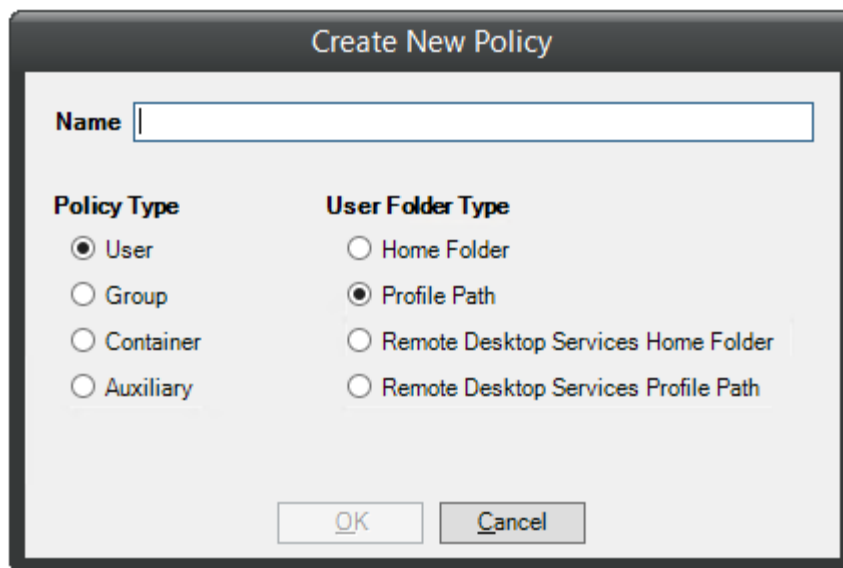 Create New Policy
Name
Policy Type
User
Group
Container
Auxiliary
User Folder Type
Home Folder
Profile Path
Remote Desktop Services Home Folder
Remote Desktop Services Profile Path
OK
Cancel